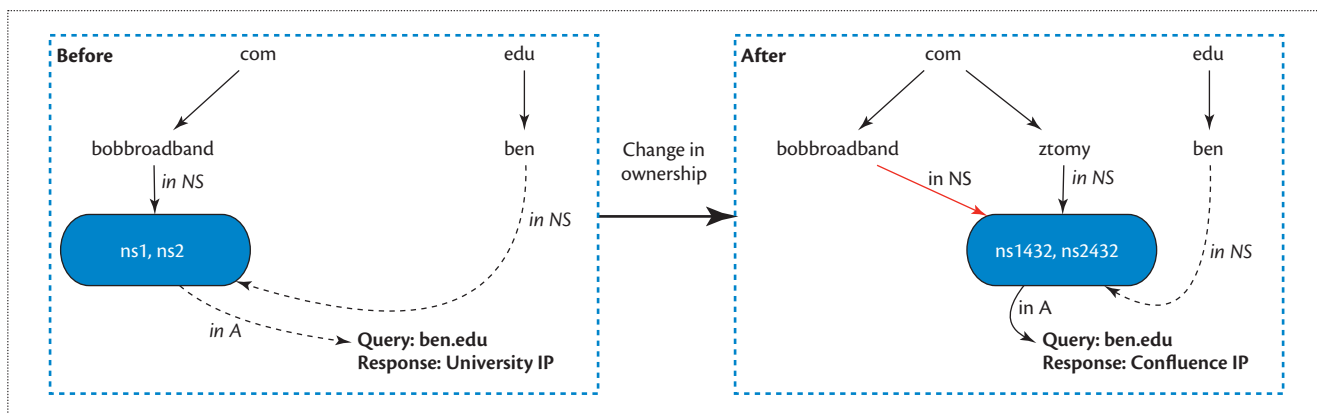 Before
com
edu
bobbroadband
ben
in NS
in NS
ns1, ns2
in A
Query: ben.edu
Response: University IP
Change in
ownership
After
com
edu
bobbroadband
ztomy
ben
in NS
in NS
in NS
ns1432, ns2432
in A
Query: ben.edu
Response: Confluence IP